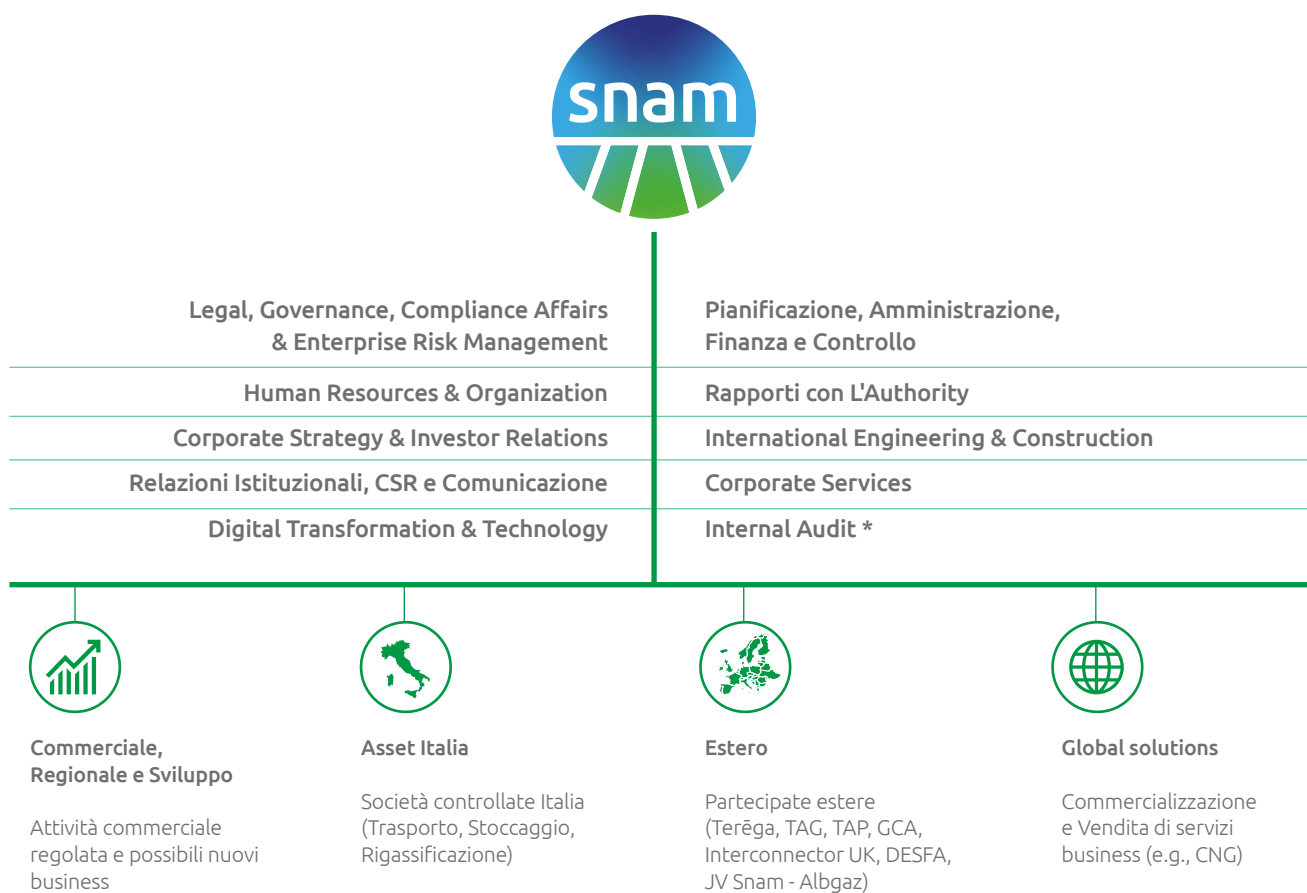 snam
Legal, Governance, Compliance Affairs
& Enterprise Risk Management
Pianificazione, Amministrazione,
Finanza e Controllo
Human Resources & Organization
Rapporti con L'Authority
Corporate Strategy & Investor Relations
International Engineering & Construction
Relazioni Istituzionali, CSR e Comunicazione
Corporate Services
Digital Transformation & Technology
Internal Audit *
Commerciale,
Regionale e Sviluppo
Attività commerciale
regolata e possibili nuovi
business
Asset Italia
Società controllate Italia
(Trasporto, Stoccaggio,
Rigassificazione)
Estero
Partecipate estere
(Terēga, TAG, TAP, GCA,
Interconnector UK, DESFA,
JV Snam - Albgaz)
Global solutions
Commercializzazione
e Vendita di servizi
business (e.g., CNG)